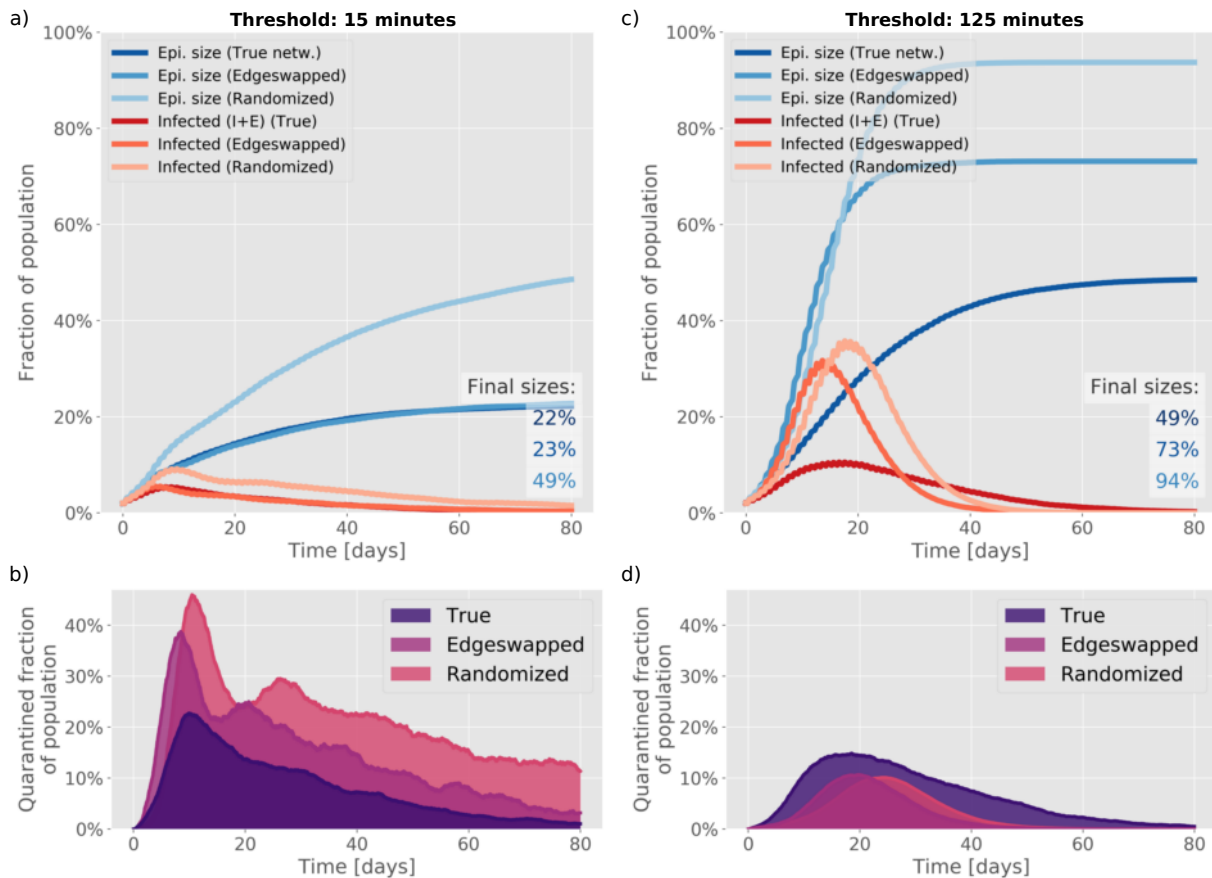 a)
Threshold: 15 minutes
100%
80%
60%
40%
20%
0%
Fraction of population
Epi. size (True netw.)
Epi. size (Edgeswapped)
Epi. size (Randomized)
Infected (I+E) (True)
Infected (Edgeswapped)
Infected (Randomized)
Final sizes:
22%
23%
49%
0
20
40
60
80
Time [days]
c)
Threshold: 125 minutes
100%
80%
60%
40%
20%
0%
Fraction of population
Epi. size (True netw.)
Epi. size (Edgeswapped)
Epi. size (Randomized)
Infected (I+E) (True)
Infected (Edgeswapped)
Infected (Randomized)
Final sizes:
49%
73%
94%
0
20
40
60
80
Time [days]
b)
40%
30%
20%
10%
0%
Quarantined fraction
of population
True
Edgeswapped
Randomized
0
20
40
60
80
Time [days]
d)
40%
30%
20%
10%
0%
Quarantined fraction
of population
True
Edgeswapped
Randomized
0
20
40
60
80
Time [days]